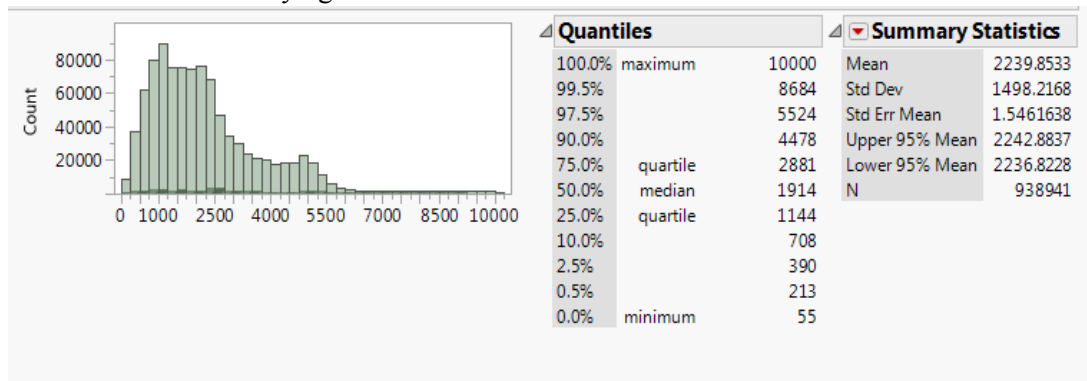 Quantiles
100.0% maximum 10000
99.5% 8684
97.5% 5524
90.0% 4478
75.0% quartile 2881
50.0% median 1914
25.0% quartile 1144
10.0% 708
2.5% 390
0.5% 213
0.0% minimum 55
Summary Statistics
Mean 2239.8533
Std Dev 1498.2168
Std Err Mean 1.5461638
Upper 95% Mean 2242.8837
Lower 95% Mean 2236.8228
N 938941
Count
80000
60000
40000
20000
0 1000 2500 4000 5500 7000 8500 10000